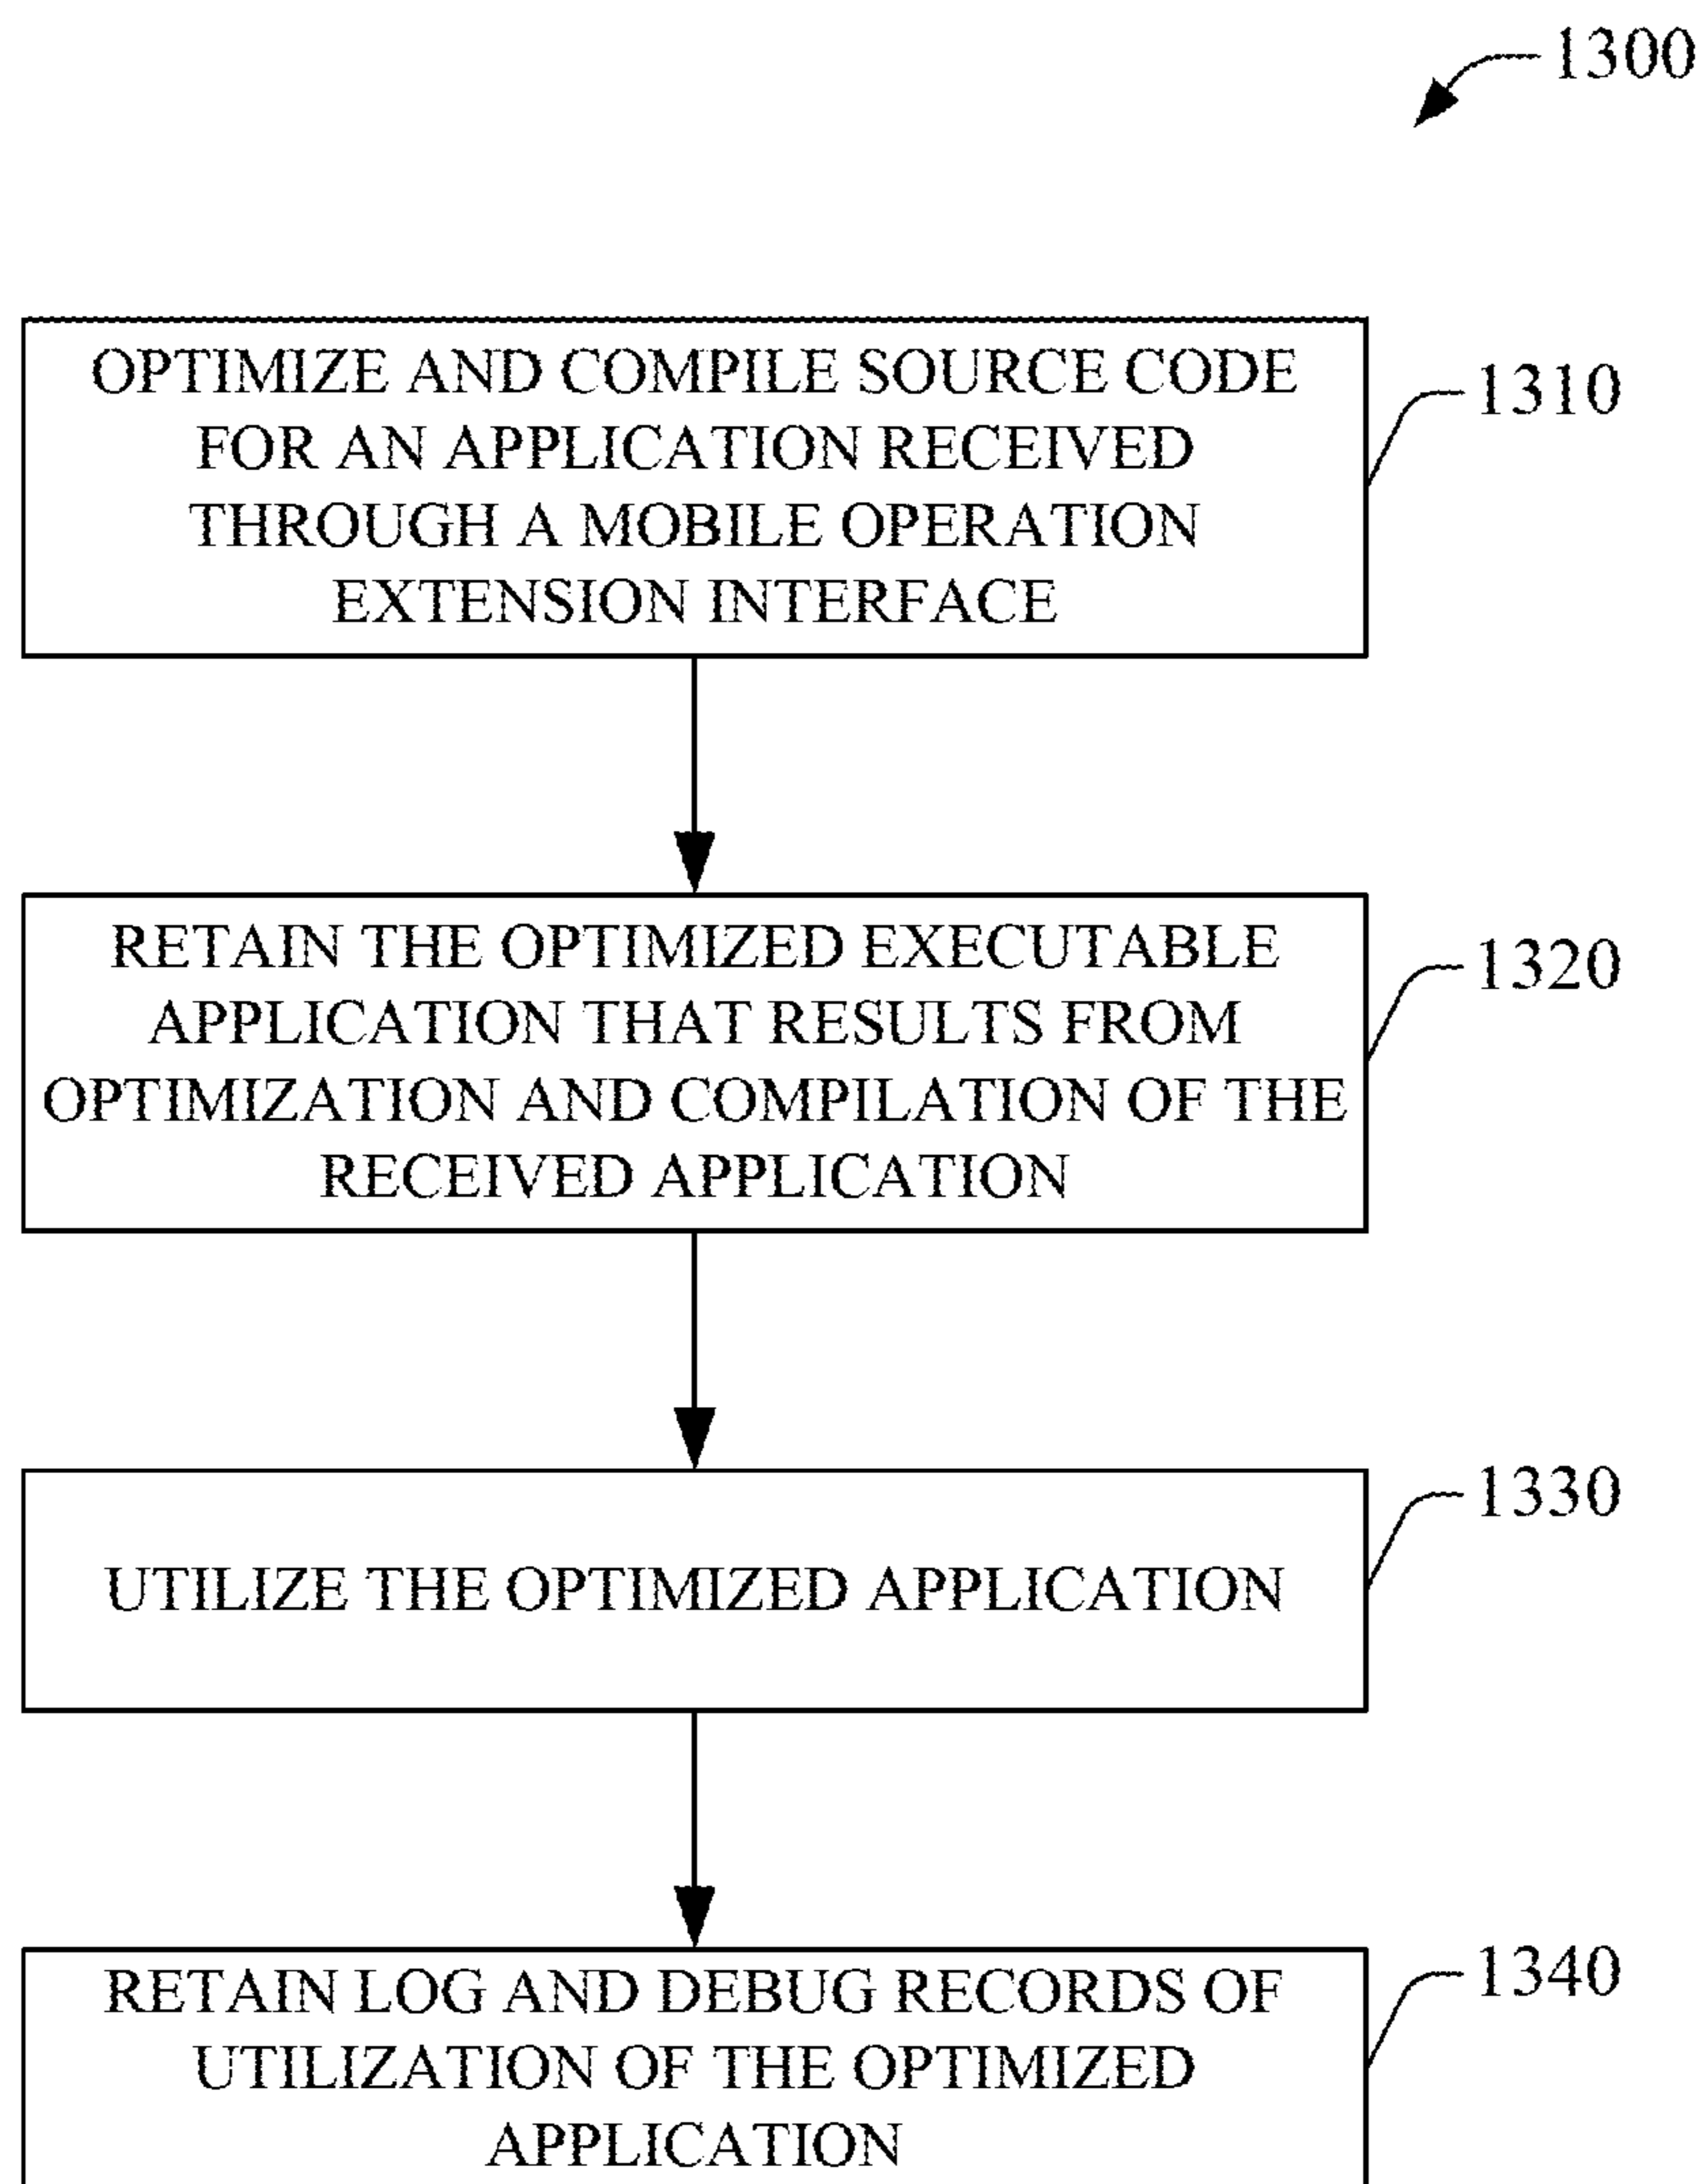 1300
OPTIMIZE AND COMPILE SOURCE CODE
FOR AN APPLICATION RECEIVED
THROUGH A MOBILE OPERATION
EXTENSION INTERFACE
1310
RETAIN THE OPTIMIZED EXECUTABLE
APPLICATION THAT RESULTS FROM
OPTIMIZATION AND COMPILATION OF THE
RECEIVED APPLICATION
1320
UTILIZE THE OPTIMIZED APPLICATION
1330
RETAIN LOG AND DEBUG RECORDS OF
UTILIZATION OF THE OPTIMIZED
APPLICATION
1340